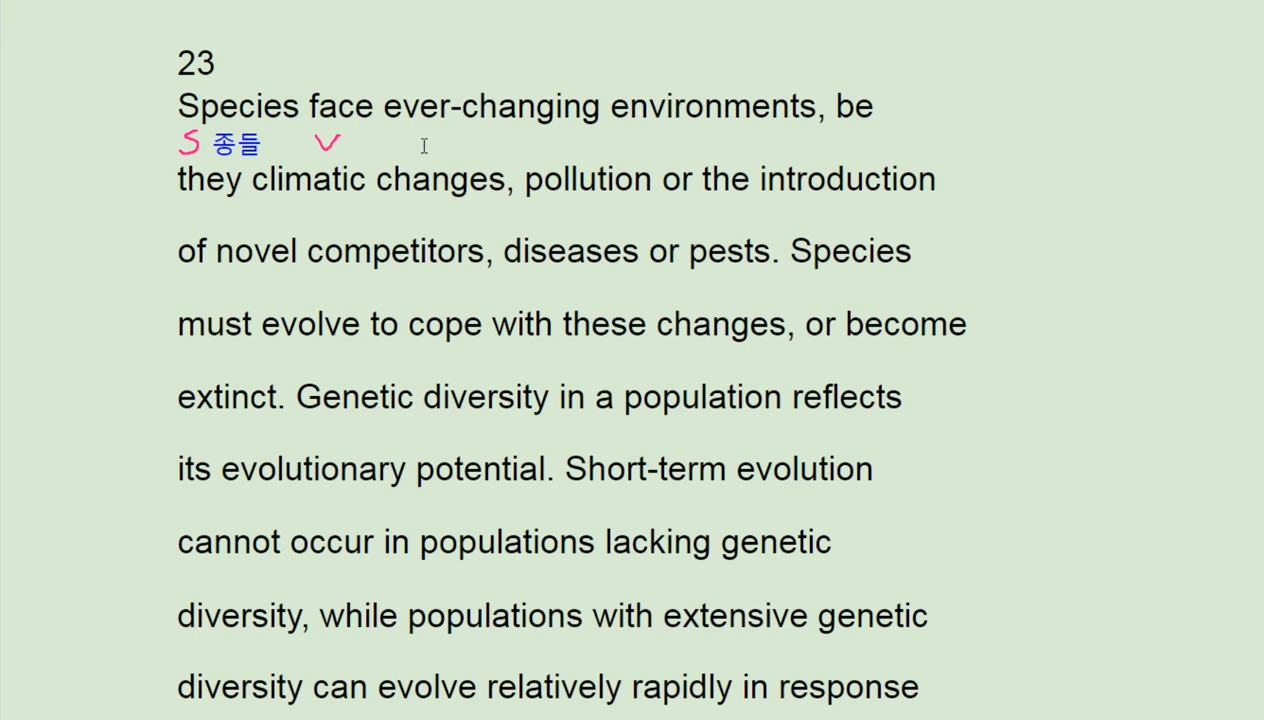 23
Species face ever-changing environments, be
S 종들 V
they climatic changes, pollution or the introduction
of novel competitors, diseases or pests. Species
must evolve to cope with these changes, or become
extinct. Genetic diversity in a population reflects
its evolutionary potential. Short-term evolution
cannot occur in populations lacking genetic
diversity, while populations with extensive genetic
diversity can evolve relatively rapidly in response